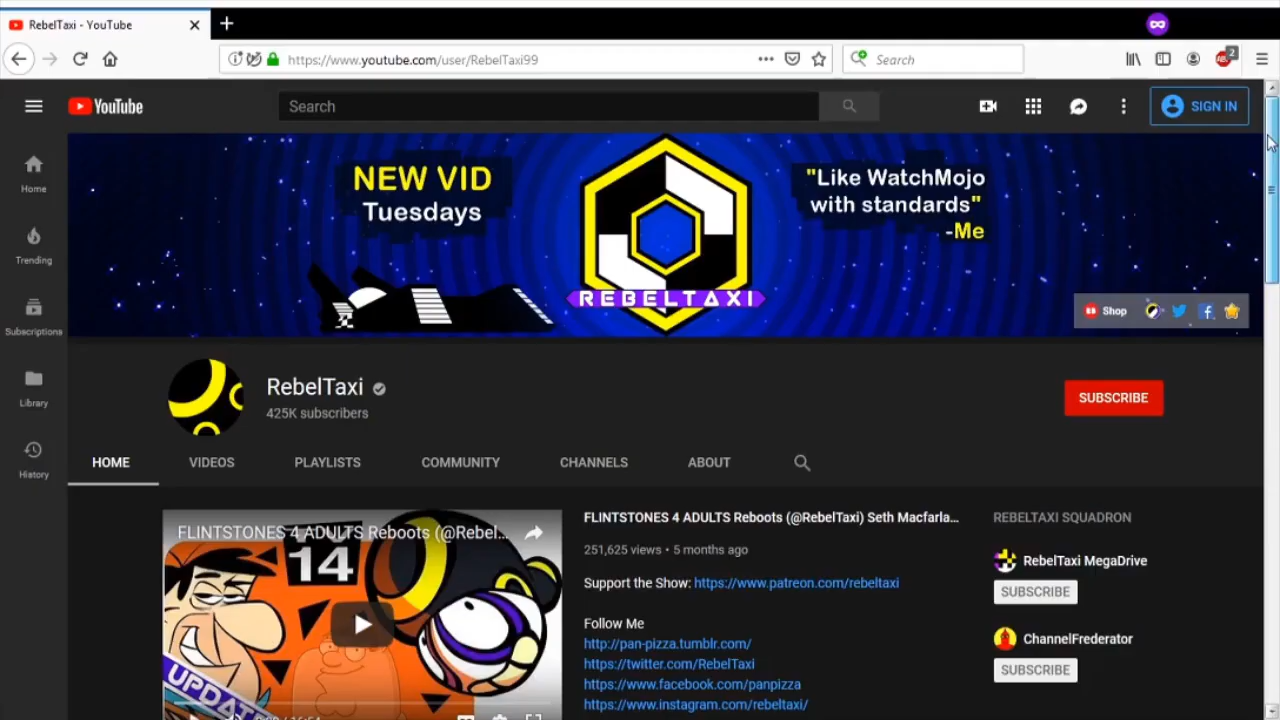 RebelTaxi - YouTube
https://www.youtube.com/user/RebelTaxi99
Search
2
YouTube
Search
SIGN IN
Home
Trending
Subscriptions
Library
History
NEW VID
Tuesdays
REBELTAXI
"Like WatchMojo
with standards"
-Me
Shop
RebelTaxi
425K subscribers
SUBSCRIBE
HOME
VIDEOS
PLAYLISTS
COMMUNITY
CHANNELS
ABOUT
FLINTSTONES 4 ADULTS Reboots (@Rebel...
14
UPDAT
FLINTSTONES 4 ADULTS Reboots (@RebelTaxi) Seth Macfarla...
251,625 views • 5 months ago
Support the Show: https://www.patreon.com/rebeltaxi
Follow Me
http://pan-pizza.tumblr.com/
https://twitter.com/RebelTaxi
https://www.facebook.com/panpizza
https://www.instagram.com/rebeltaxi/
REBELTAXI SQUADRON
RebelTaxi MegaDrive
SUBSCRIBE
ChannelFrederator
SUBSCRIBE